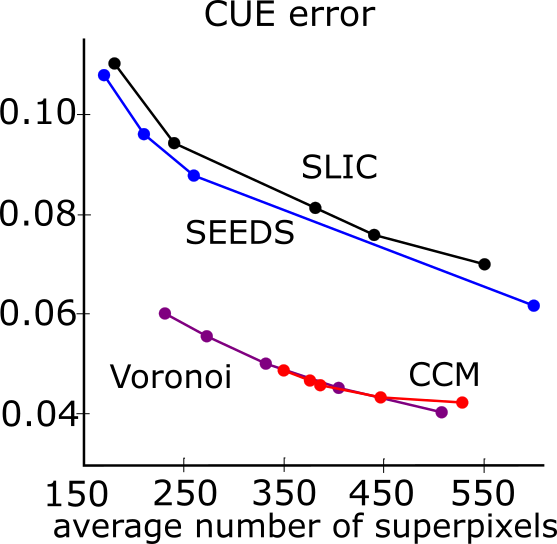 CUE error
0.10
SLIC
0.08
SEEDS
0.06
Voronoi
CCM
0.04
150 250 350 450 550
average number of superpixels